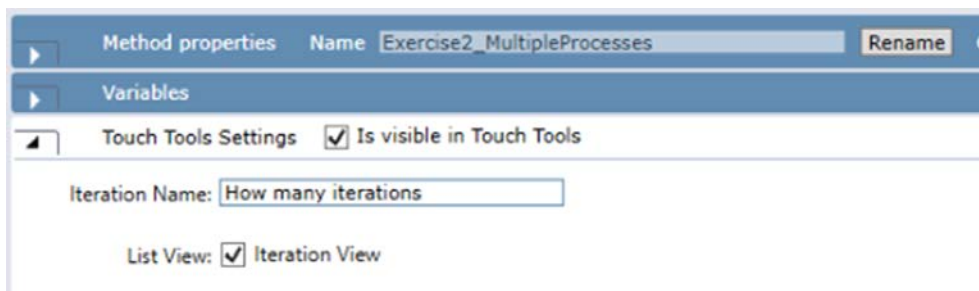 Method properties Name Exercise2_MultipleProcesses Rename
Variables
Touch Tools Settings Is visible in Touch Tools
Iteration Name: How many iterations
List View: Iteration View